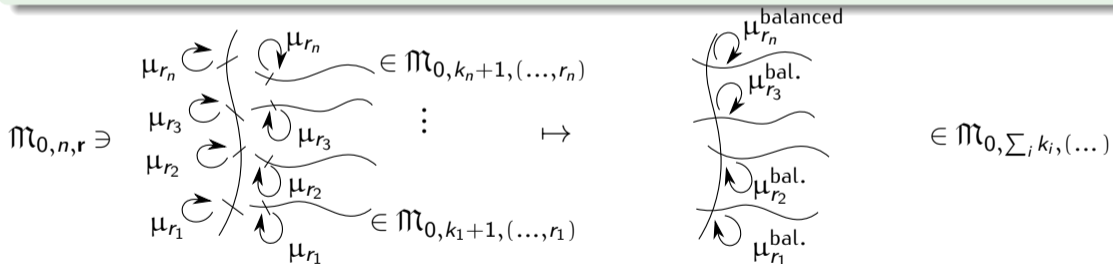 μ_{r_n} μ_{r_n} ∈ 𝔐_{0,k_n+1,(…,r_n)} μ_{r_n}^{balanced}
μ_{r_3} μ_{r_3} ⋮ μ_{r_3}^{bal.}
𝔐_{0,n,𝐫} ∋ ↦ ∈ 𝔐_{0,∑_i k_i,(…)}
μ_{r_2} μ_{r_2} μ_{r_2}^{bal.}
μ_{r_1} ∈ 𝔐_{0,k_1+1,(…,r_1)}
μ_{r_1} μ_{r_1}^{bal.}